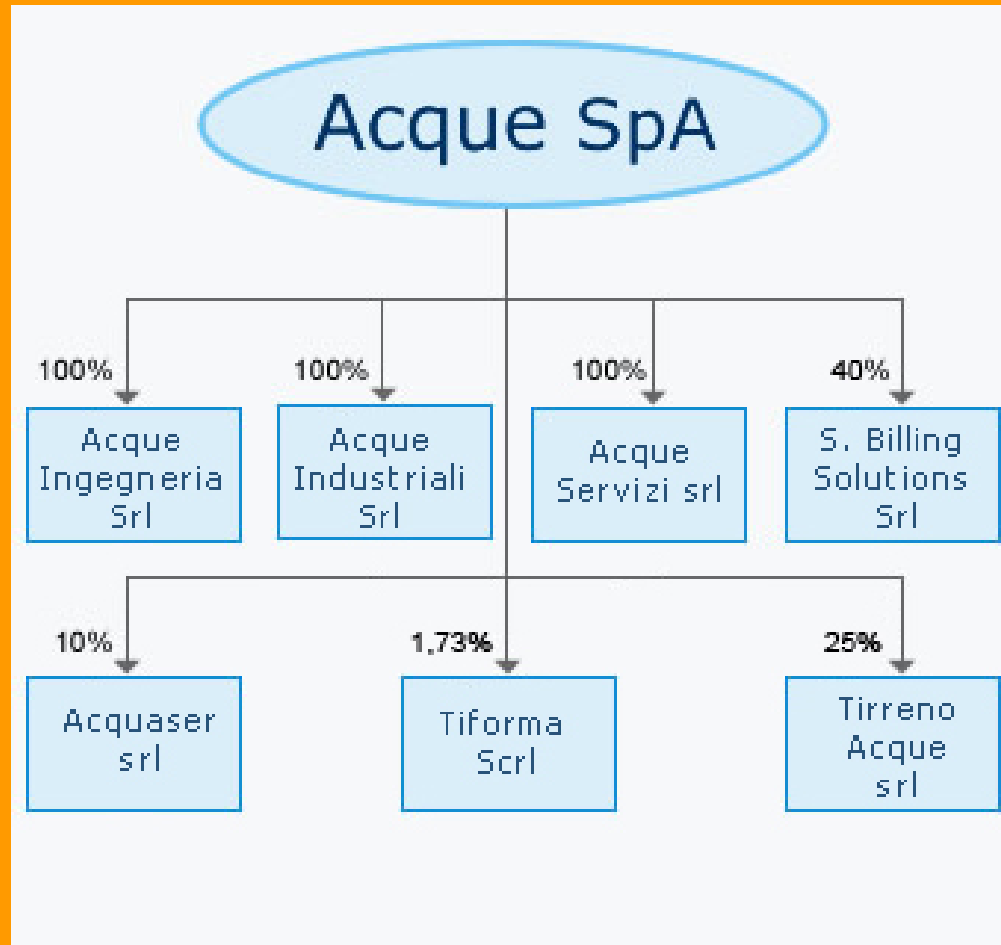 Acque SpA
100%
100%
100%
40%
Acque
Ingegneria
Srl
Acque
Industriali
Srl
Acque
Servizi srl
S. Billing
Solutions
Srl
10%
1,73%
25%
Acquaser
srl
Tiforma
Scrl
Tirreno
Acque
srl